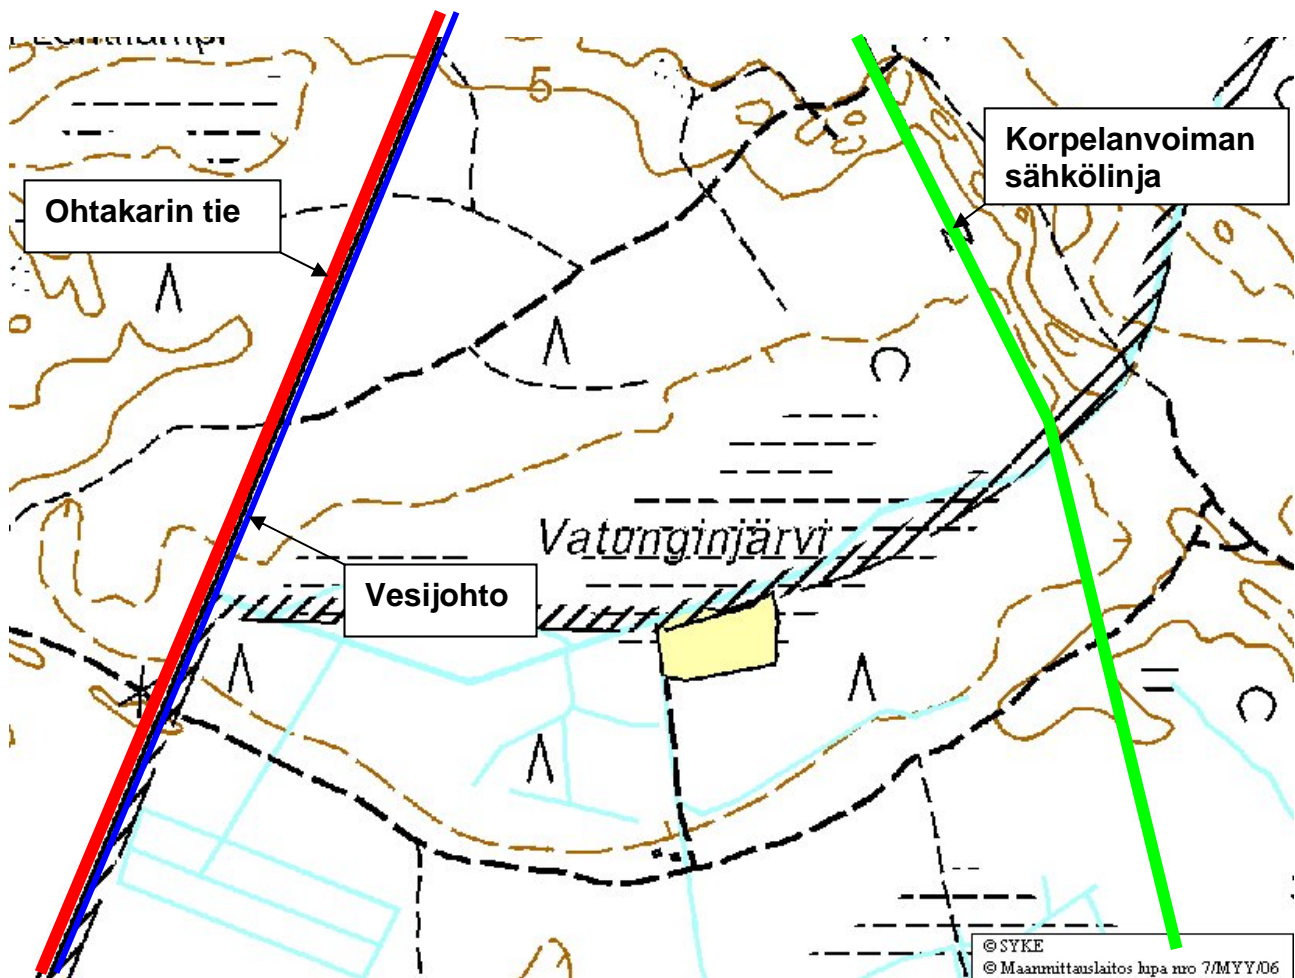 5
Korpelanvoiman
sähkölinja
Ohtakarin tie
Vatunginjärvi
Vesijohto
© SYKE
© Maanmittauslaitos lupa nro 7/MYY/06